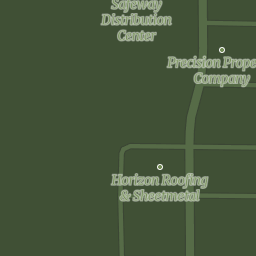 Safeway
Distribution
Center
Precision Prope
Company
Horizon Roofing
& Sheetmetal